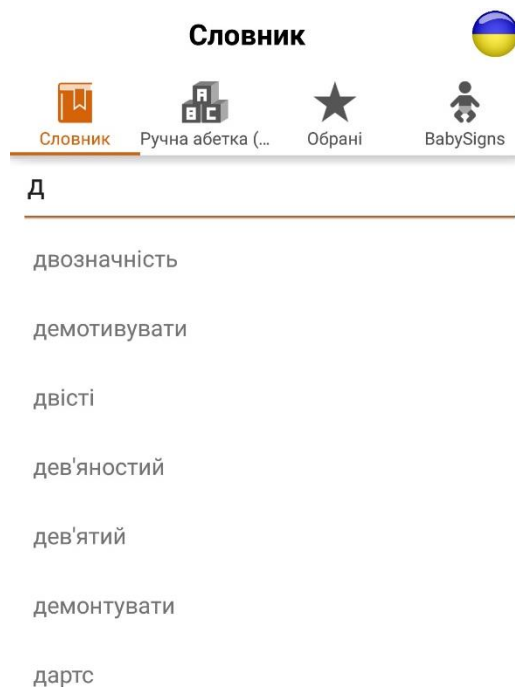 Словник
Словник Ручна абетка (... Обрані BabySigns
Д
двозначність
демотивувати
двісті
дев'яностий
дев'ятий
демонтувати
дартс